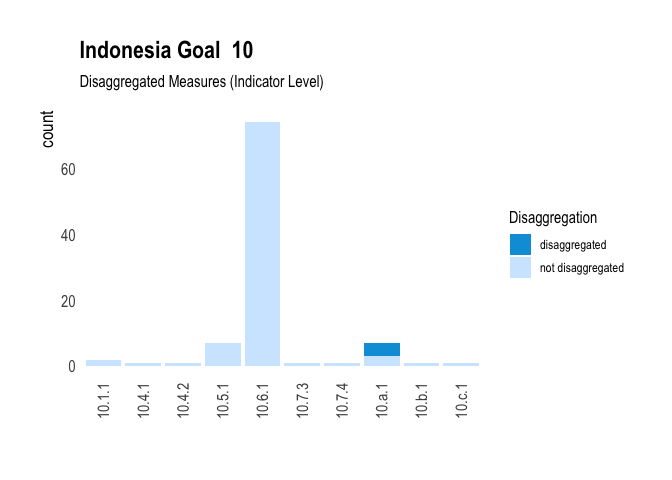 Indonesia Goal  10
Disaggregated Measures (Indicator Level)
count
60
40
20
0
10.1.1
10.4.1
10.4.2
10.5.1
10.6.1
10.7.3
10.7.4
10.a.1
10.b.1
10.c.1
Disaggregation
disaggregated
not disaggregated